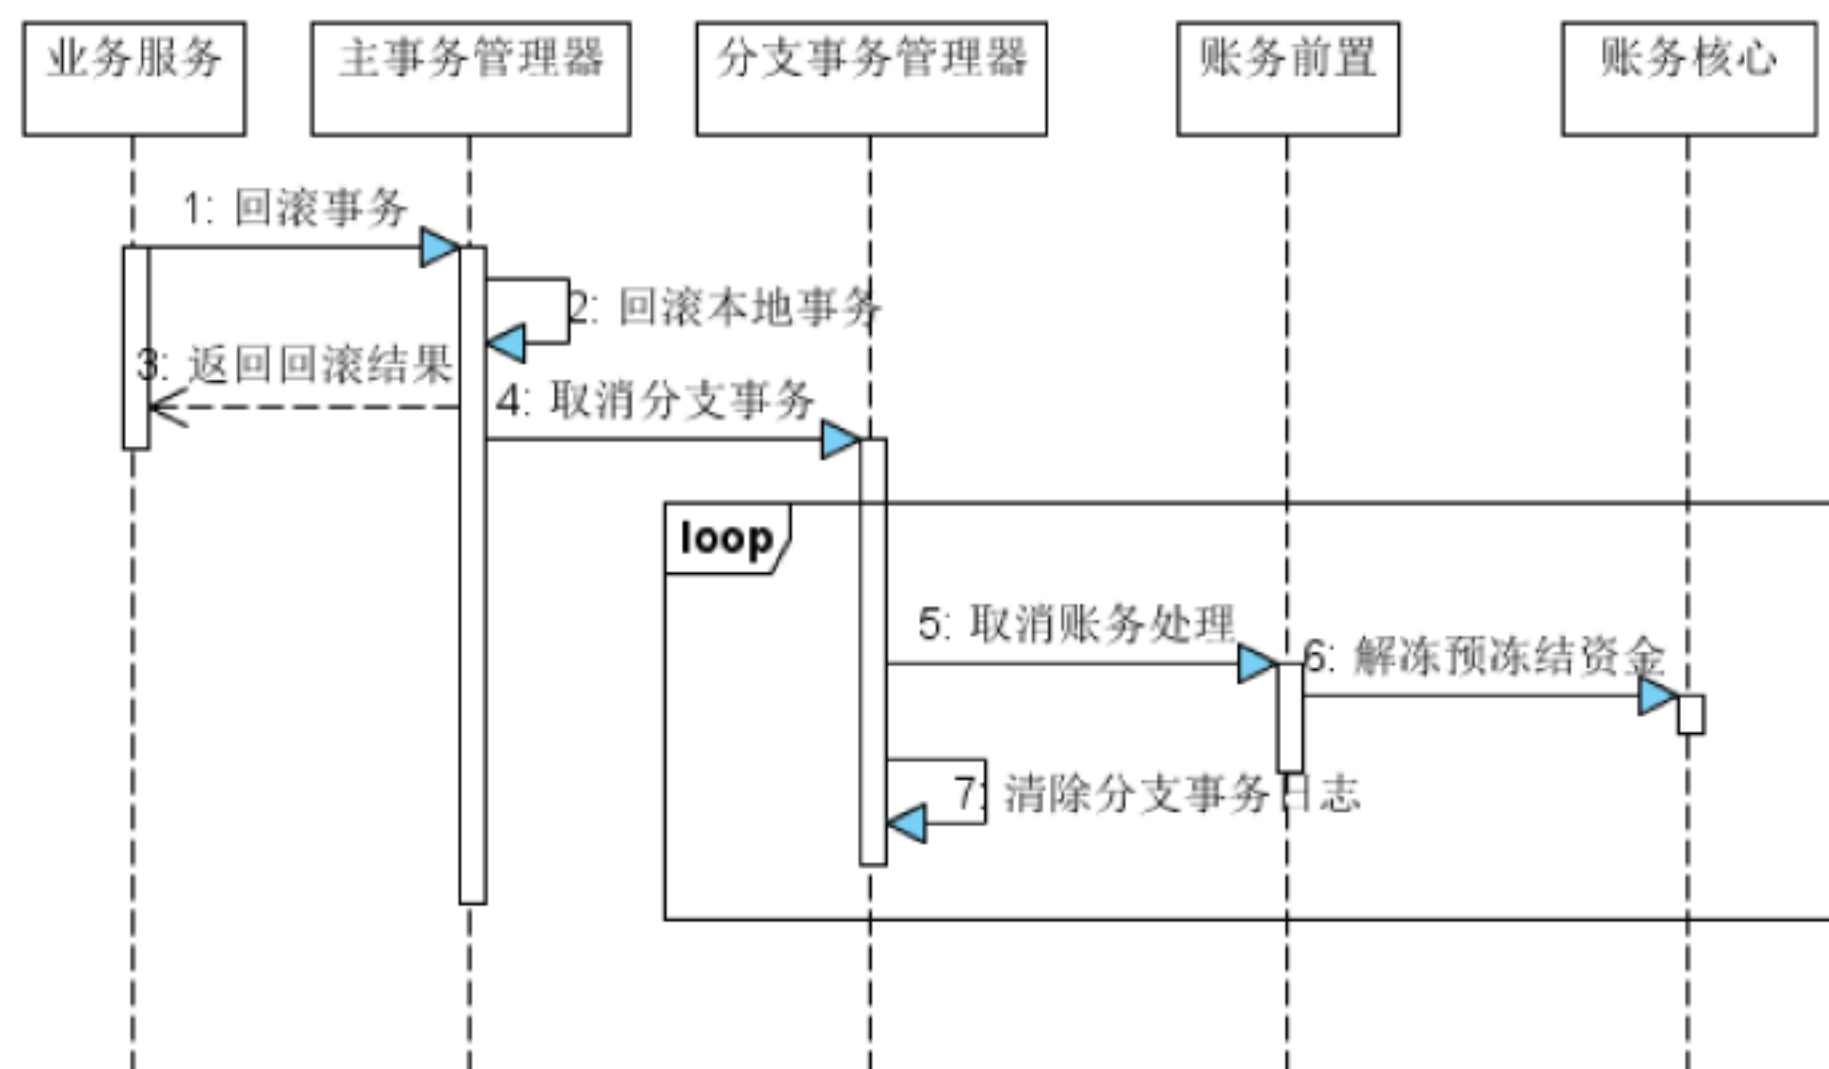 业务服务
主事务管理器
分支事务管理器
账务前置
账务核心
1: 回滚事务
2: 回滚本地事务
3: 返回回滚结果
4: 取消分支事务
loop
5: 取消账务处理
6: 解冻预冻结资金
7: 清除分支事务日志